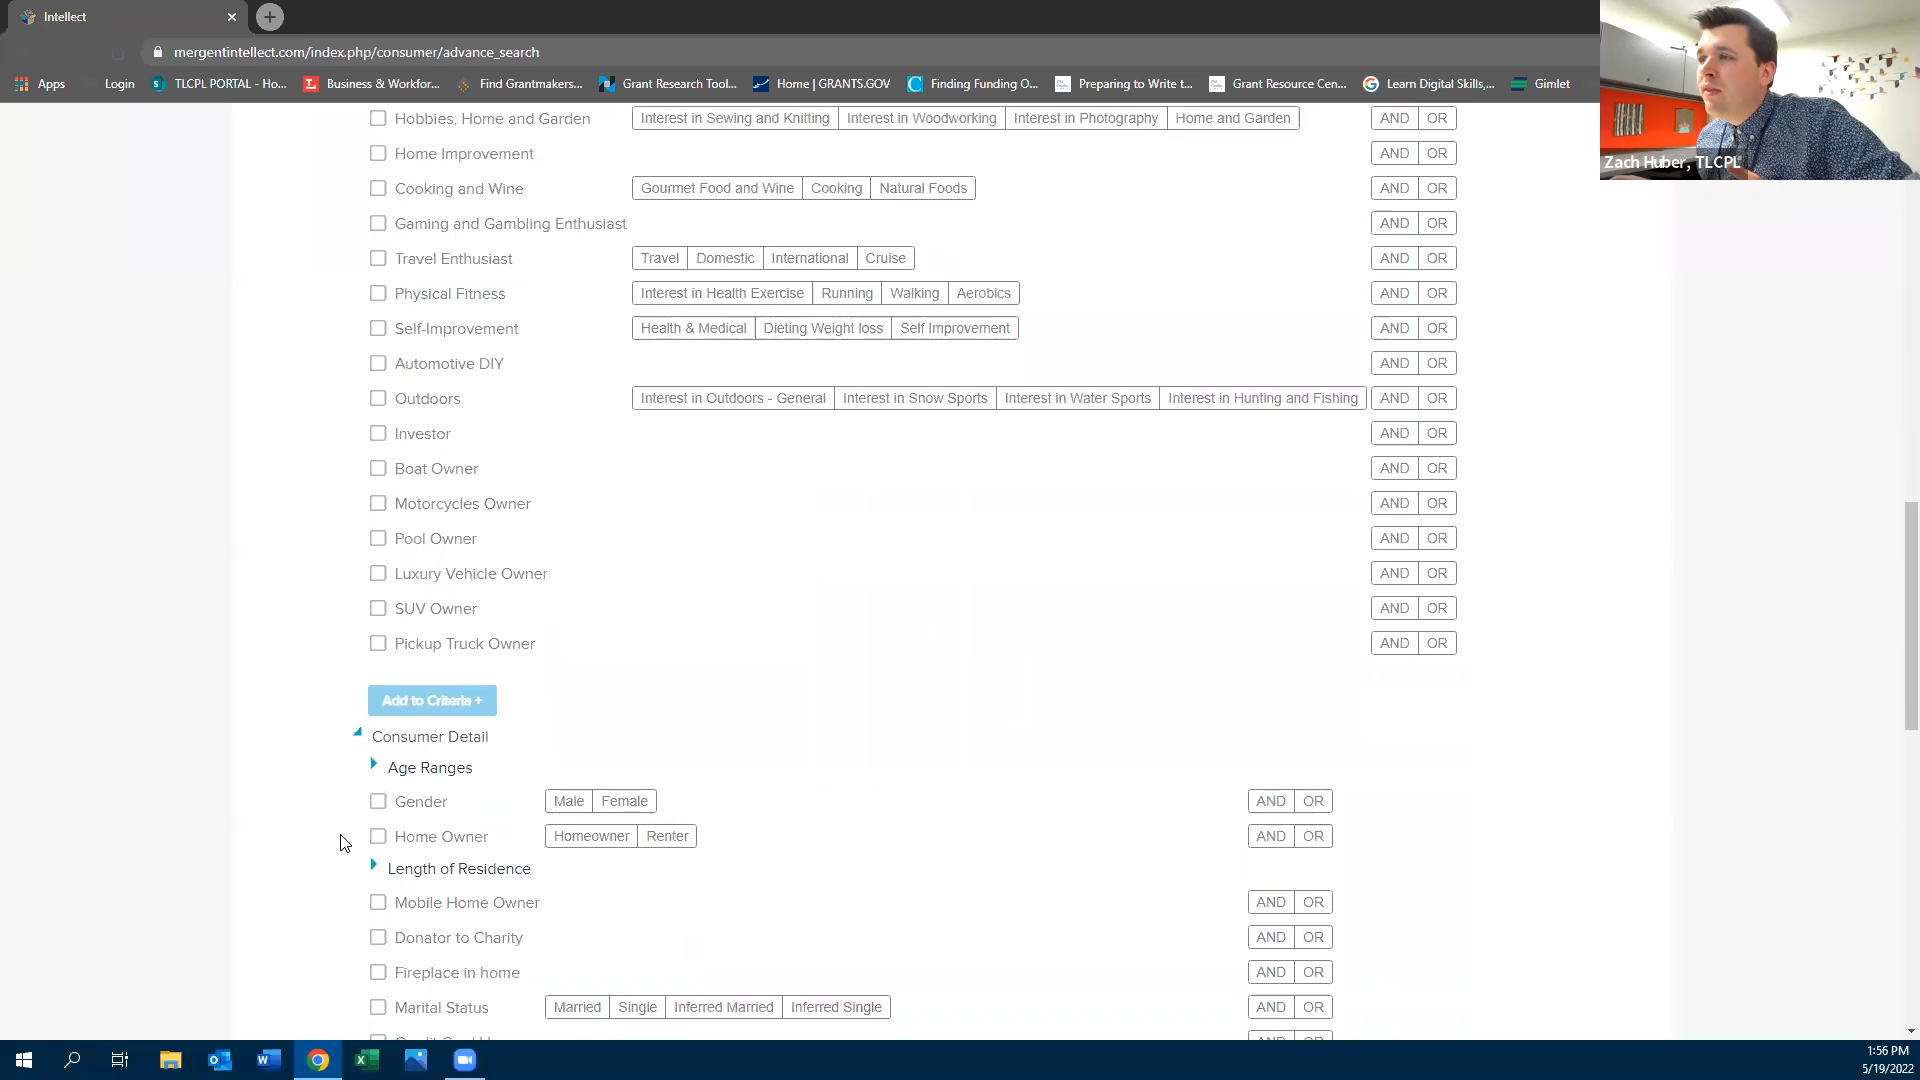 Intellect
mergentintellect.com/index.php/consumer/advance_search
Apps Login TLCPL PORTAL - Ho... Business & Workfor... Find Grantmakers... Grant Research Tool... Home | GRANTS.GOV Finding Funding O... Preparing to Write t... Grant Resource Cen... Learn Digital Skills,... Gimlet
Zach Huber, TLCPL
Hobbies, Home and Garden Interest in Sewing and Knitting Interest in Woodworking Interest in Photography Home and Garden AND OR
Home Improvement AND OR
Cooking and Wine Gourmet Food and Wine Cooking Natural Foods AND OR
Gaming and Gambling Enthusiast AND OR
Travel Enthusiast Travel Domestic International Cruise AND OR
Physical Fitness Interest in Health Exercise Running Walking Aerobics AND OR
Self-Improvement Health & Medical Dieting Weight loss Self Improvement AND OR
Automotive DIY AND OR
Outdoors Interest in Outdoors - General Interest in Snow Sports Interest in Water Sports Interest in Hunting and Fishing AND OR
Investor AND OR
Boat Owner AND OR
Motorcycles Owner AND OR
Pool Owner AND OR
Luxury Vehicle Owner AND OR
SUV Owner AND OR
Pickup Truck Owner AND OR
Add to Criteria +
Consumer Detail
Age Ranges
Gender Male Female AND OR
Home Owner Homeowner Renter AND OR
Length of Residence
Mobile Home Owner AND OR
Donator to Charity AND OR
Fireplace in home AND OR
Marital Status Married Single Inferred Married Inferred Single AND OR
1:56 PM
5/19/2022